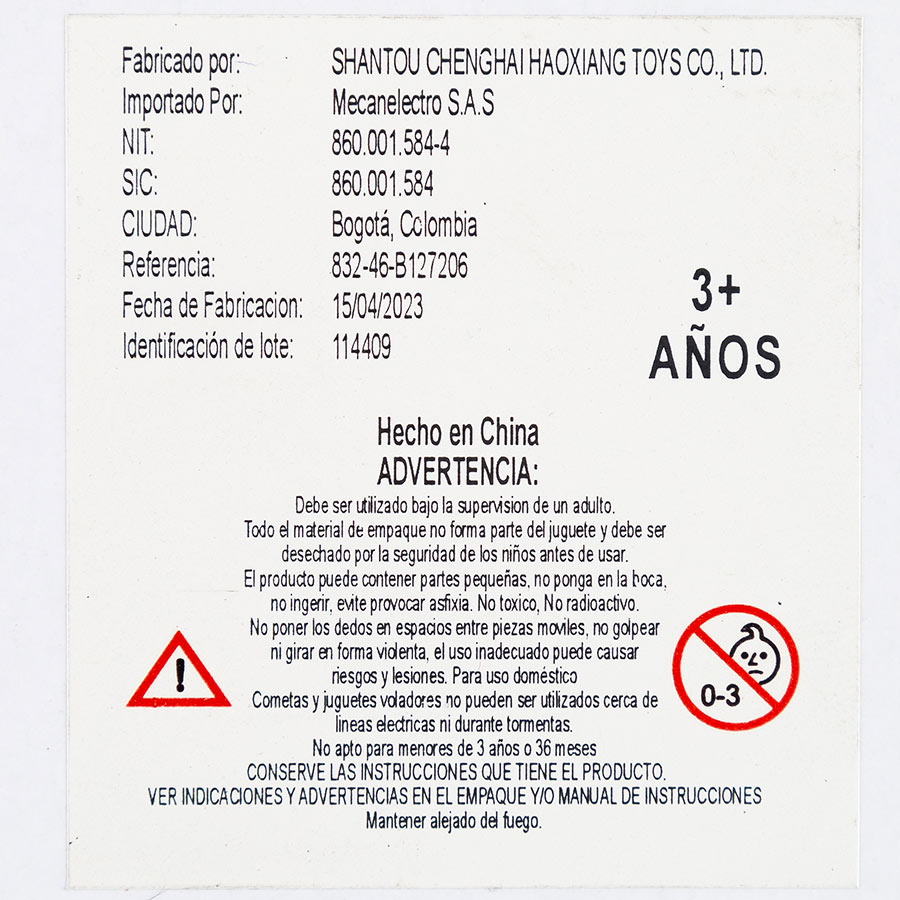 Fabricado por: SHANTOU CHENGHAI HAOXIANG TOYS CO., LTD.
Importado Por: Mecanelectro S.A.S
NIT: 860.001.584-4
SIC: 860.001.584
CIUDAD: Bogotá, Colombia
Referencia: 832-46-B127206
Fecha de Fabricacion: 15/04/2023
Identificación de lote: 114409
3+
AÑOS
Hecho en China
ADVERTENCIA:
Debe ser utilizado bajo la supervision de un adulto.
Todo el material de empaque no forma parte del juguete y debe ser
desechado por la seguridad de los niños antes de usar.
El producto puede contener partes pequeñas, no ponga en la boca,
no ingerir, evite provocar asfixia. No toxico, No radioactivo.
No poner los dedos en espacios entre piezas moviles, no golpear
ni girar en forma violenta, el uso inadecuado puede causar
riesgos y lesiones. Para uso doméstico
Cometas y juguetes voladores no pueden ser utilizados cerca de
lineas electricas ni durante tormentas.
No apto para menores de 3 años o 36 meses
CONSERVE LAS INSTRUCCIONES QUE TIENE EL PRODUCTO.
VER INDICACIONES Y ADVERTENCIAS EN EL EMPAQUE Y/O MANUAL DE INSTRUCCIONES
Mantener alejado del fuego.
!
0-3